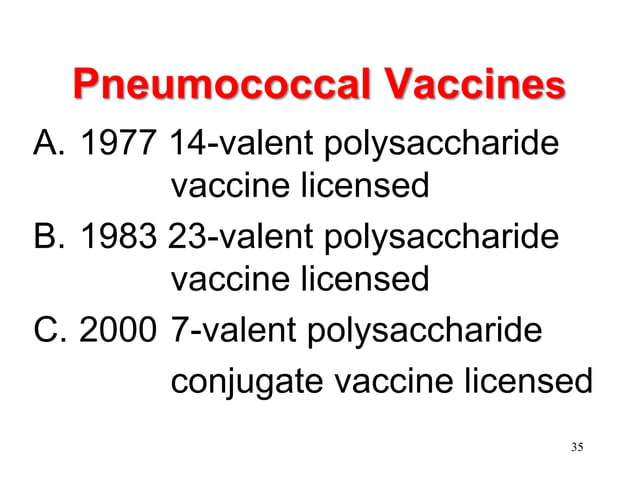 Pneumococcal Vaccines
A. 1977 14-valent polysaccharide
vaccine licensed
B. 1983 23-valent polysaccharide
vaccine licensed
C. 2000 7-valent polysaccharide
conjugate vaccine licensed
35